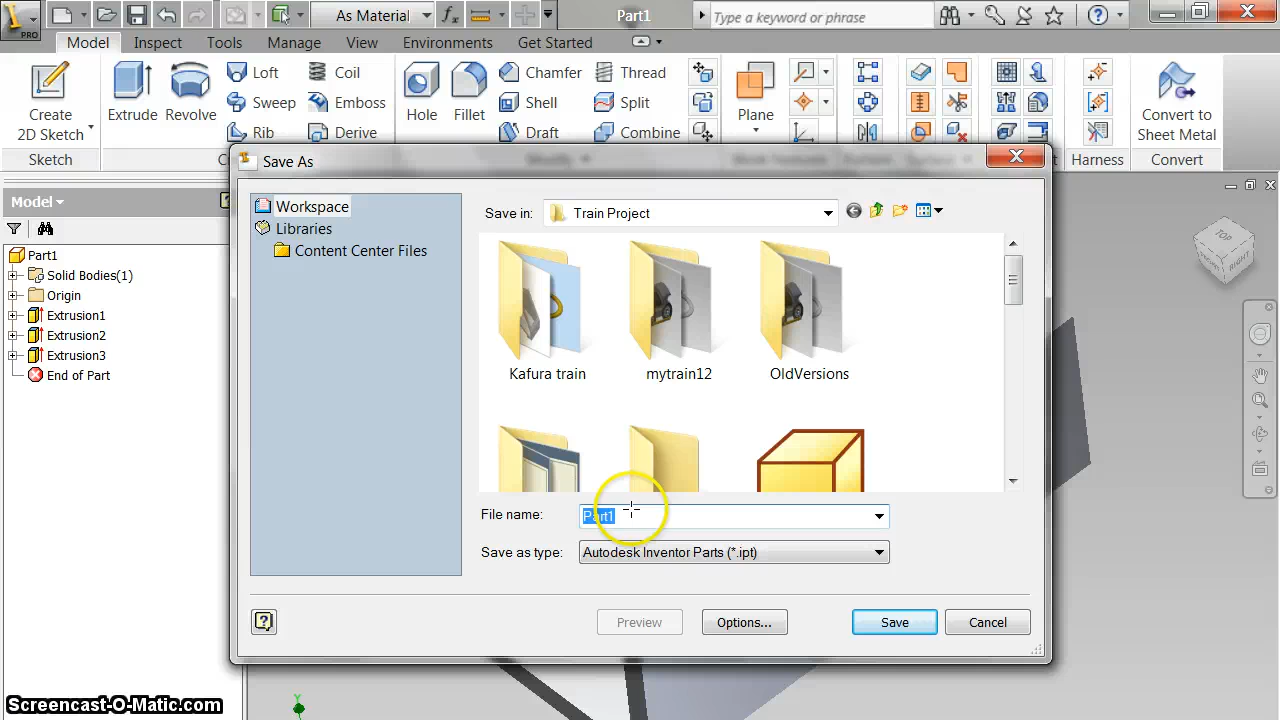 As Material
Part1
Type a keyword or phrase
PRO
Model
Inspect
Tools
Manage
View
Environments
Get Started
Create
2D Sketch
Extrude
Revolve
Loft
Sweep
Rib
Coil
Emboss
Derive
Hole
Fillet
Chamfer
Shell
Draft
Thread
Split
Combine
Plane
Convert to
Sheet Metal
Sketch
Harness
Convert
Model
Part1
Solid Bodies(1)
Origin
Extrusion1
Extrusion2
Extrusion3
End of Part
Save As
Workspace
Libraries
Content Center Files
Save in:
Train Project
Kafura train
mytrain12
OldVersions
File name:
Part1
Save as type:
Autodesk Inventor Parts (*.ipt)
Preview
Options...
Save
Cancel
TOP
RIGHT
Y
Screencast-O-Matic.com